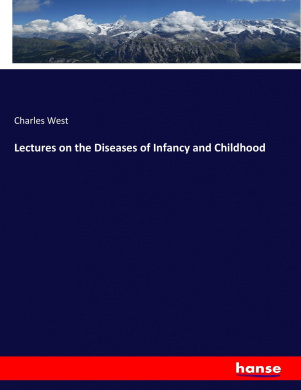 Charles West
Lectures on the Diseases of Infancy and Childhood
hanse